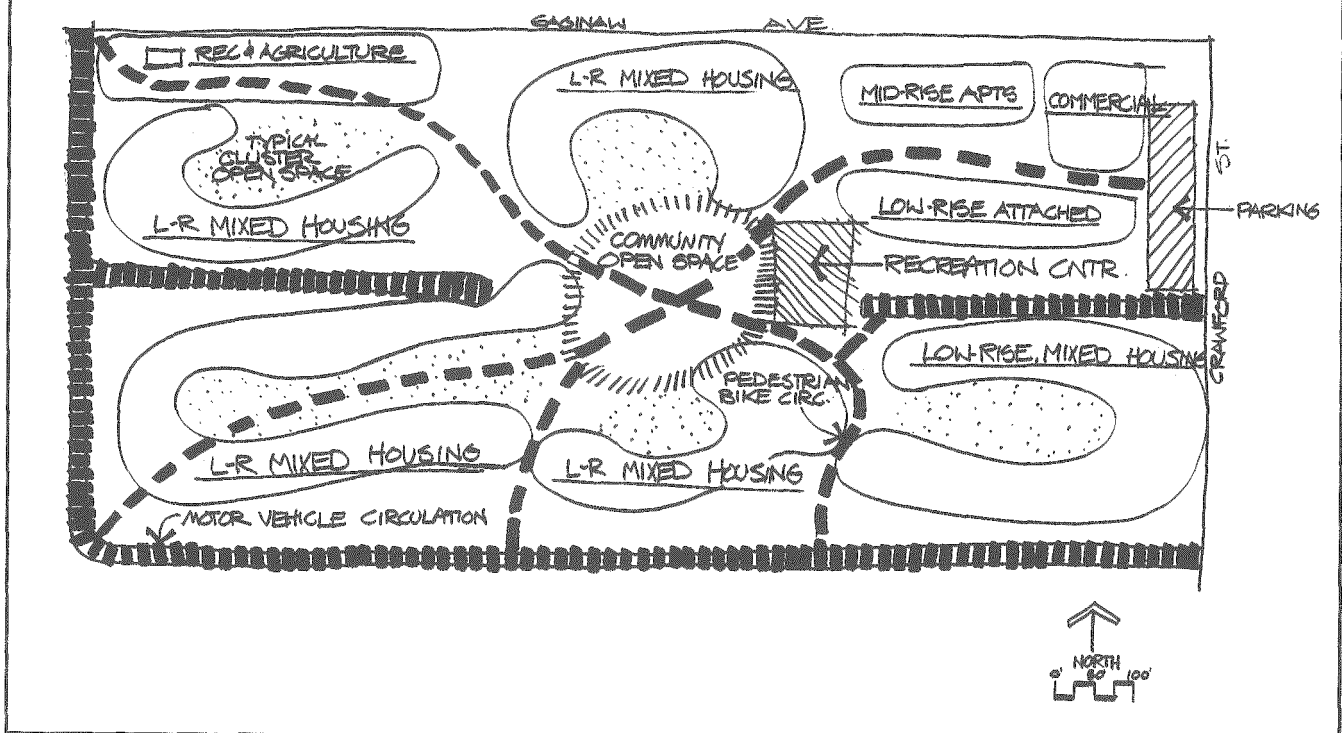 SAGINAW AVE.
REC & AGRICULTURE
L-R MIXED HOUSING
MID-RISE APTS
COMMERCIAL
TYPICAL
CLUSTER
OPEN SPACE
ST.
L-R MIXED HOUSING
LOW-RISE ATTACHED
PARKING
COMMUNITY
OPEN SPACE
RECREATION CNTR.
CRANFORD
LOW-RISE, MIXED HOUSING
PEDESTRIAN
BIKE CIRC.
L-R MIXED HOUSING
L-R MIXED HOUSING
MOTOR VEHICLE CIRCULATION
NORTH
0' 60' 100'